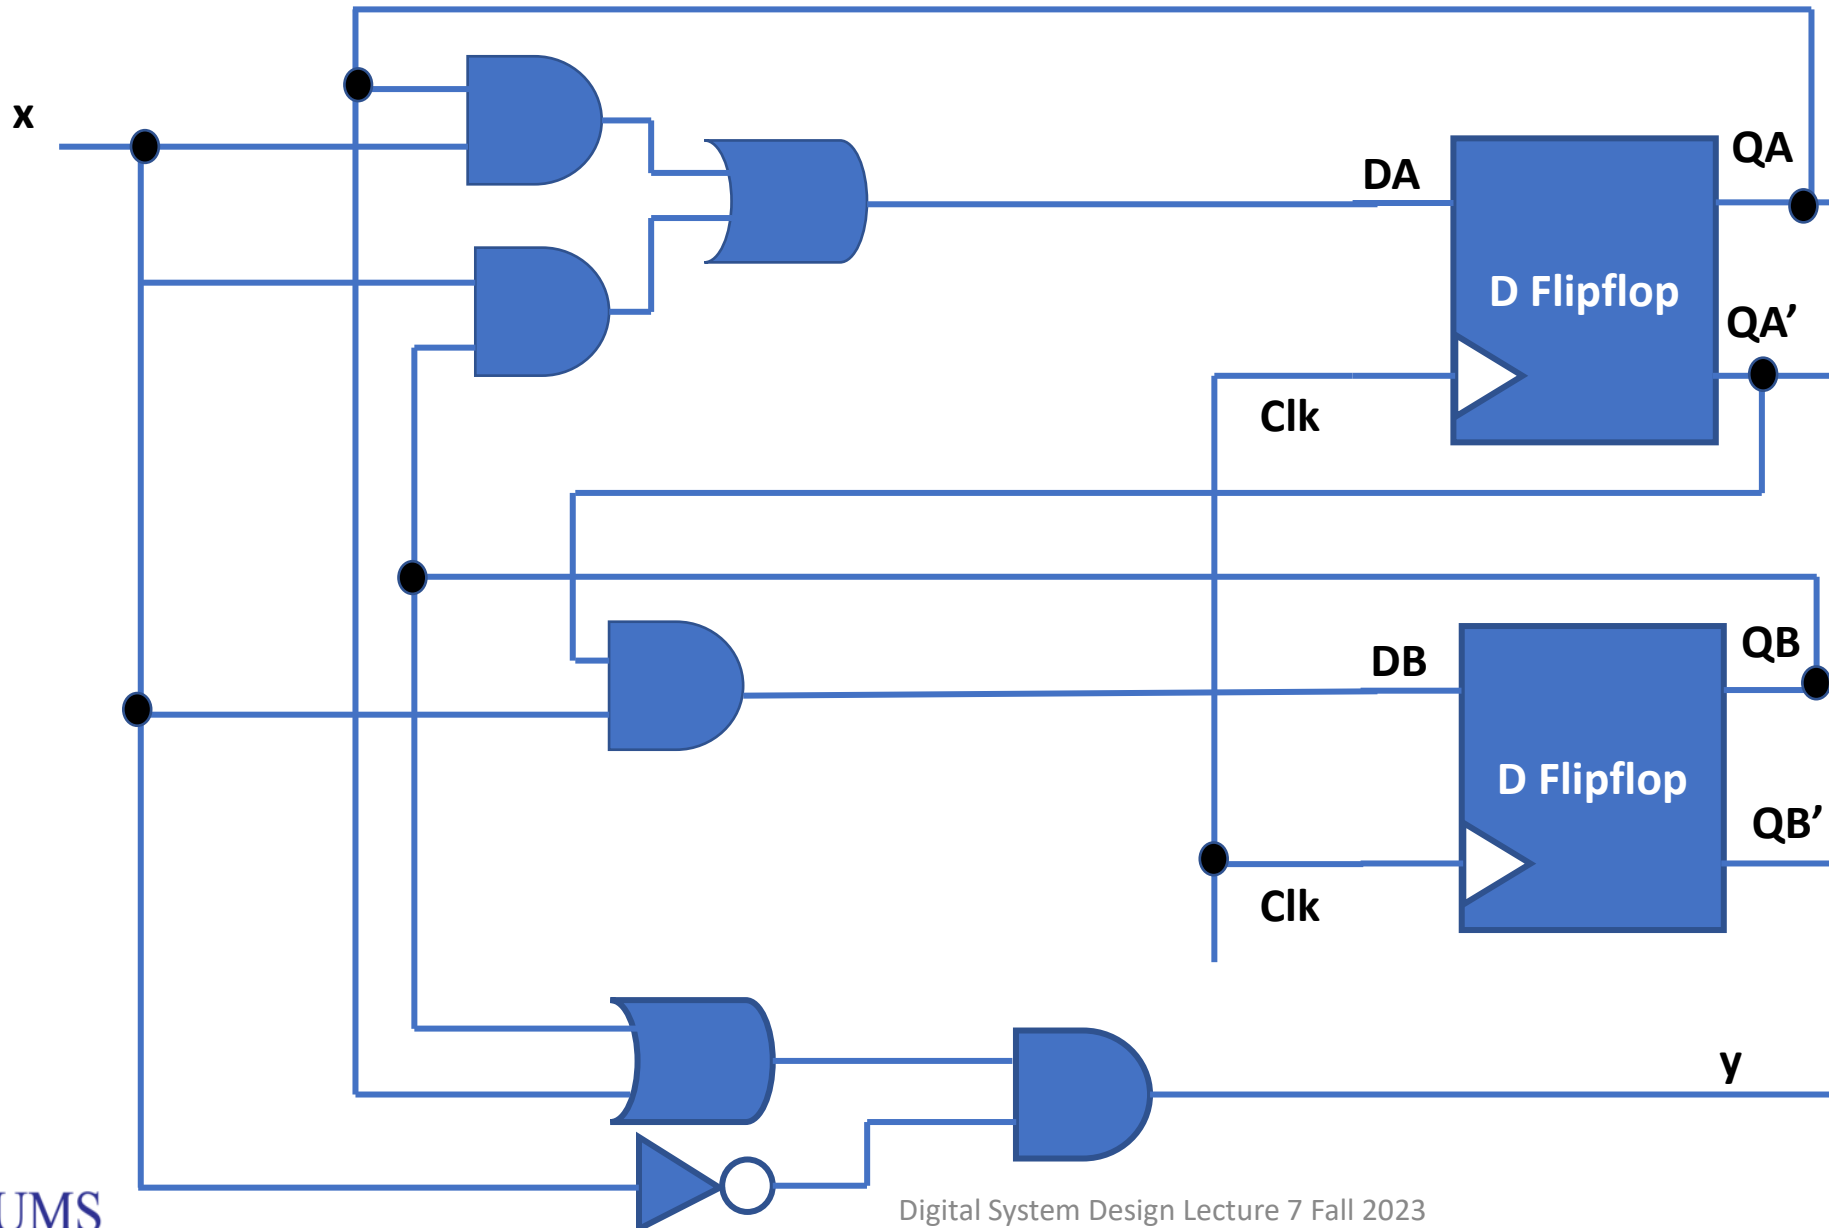 x
QA
DA
D Flipflop
QA’
Clk
QB
DB
D Flipflop
QB’
Clk
y
UMS
Digital System Design Lecture 7 Fall 2023